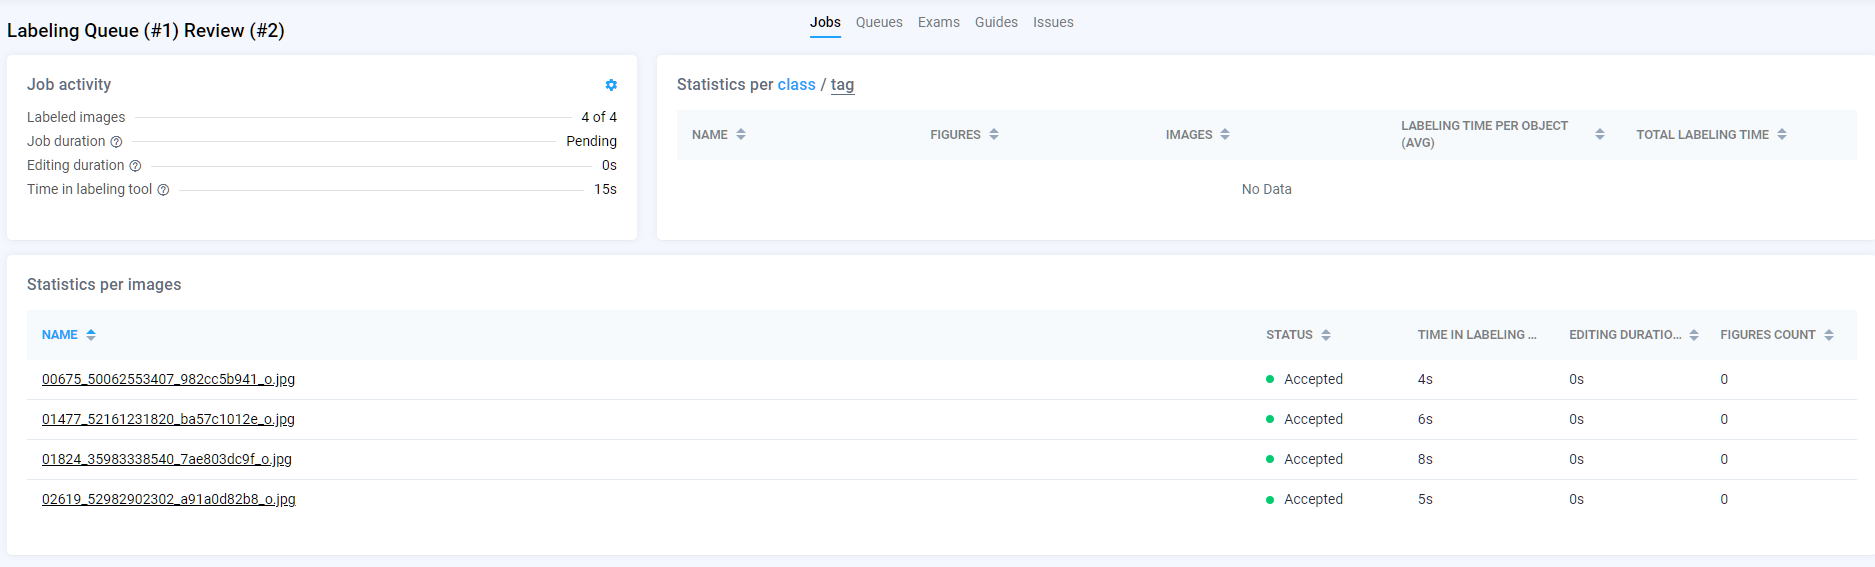 Labeling Queue (#1) Review (#2)
Jobs Queues Exams Guides Issues
Job activity
Labeled images 4 of 4
Job duration Pending
Editing duration 0s
Time in labeling tool 15s
Statistics per class / tag
NAME FIGURES IMAGES LABELING TIME PER OBJECT (AVG) TOTAL LABELING TIME
No Data
Statistics per images
NAME STATUS TIME IN LABELING ... EDITING DURATIO... FIGURES COUNT
00675_50062553407_982cc5b941_o.jpg Accepted 4s 0s 0
01477_52161231820_ba57c1012e_o.jpg Accepted 6s 0s 0
01824_35983338540_7ae803dc9f_o.jpg Accepted 8s 0s 0
02619_52982902302_a91a0d82b8_o.jpg Accepted 5s 0s 0